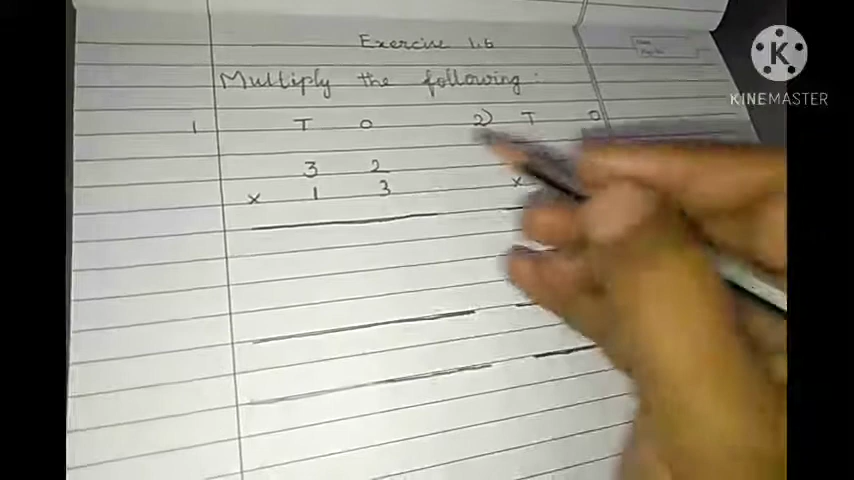 Exercise 1.6
Multiply the following :
1 T O 2) T O
3 2
x 1 3 x
KINEMASTER